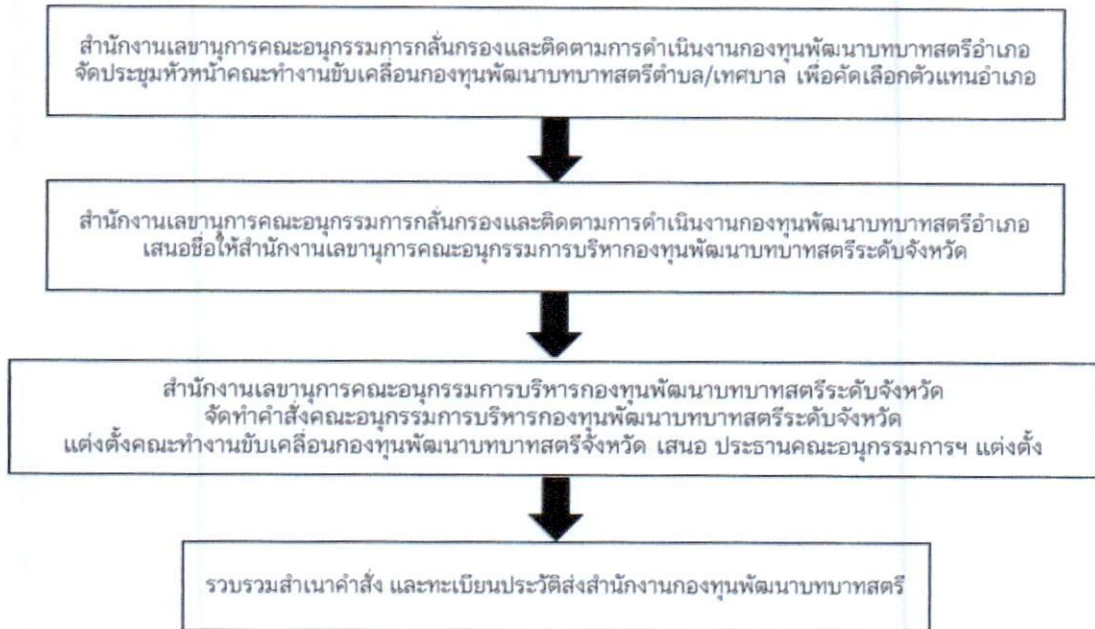 สำนักงานเลขานุการคณะอนุกรรมการกลั่นกรองและติดตามการดำเนินงานกองทุนพัฒนาบทบาทสตรีอำเภอ
จัดประชุมหัวหน้าคณะทำงานขับเคลื่อนกองทุนพัฒนาบทบาทสตรีตำบล/เทศบาล เพื่อคัดเลือกตัวแทนอำเภอ
สำนักงานเลขานุการคณะอนุกรรมการกลั่นกรองและติดตามการดำเนินงานกองทุนพัฒนาบทบาทสตรีอำเภอ
เสนอชื่อให้สำนักงานเลขานุการคณะอนุกรรมการบริหากองทุนพัฒนาบทบาทสตรีระดับจังหวัด
สำนักงานเลขานุการคณะอนุกรรมการบริหารกองทุนพัฒนาบทบาทสตรีระดับจังหวัด
จัดทำคำสั่งคณะอนุกรรมการบริหารกองทุนพัฒนาบทบาทสตรีระดับจังหวัด
แต่งตั้งคณะทำงานขับเคลื่อนกองทุนพัฒนาบทบาทสตรีจังหวัด เสนอ ประธานคณะอนุกรรมการฯ แต่งตั้ง
รวบรวมสำเนาคำสั่ง และทะเบียนประวัติส่งสำนักงานกองทุนพัฒนาบทบาทสตรี